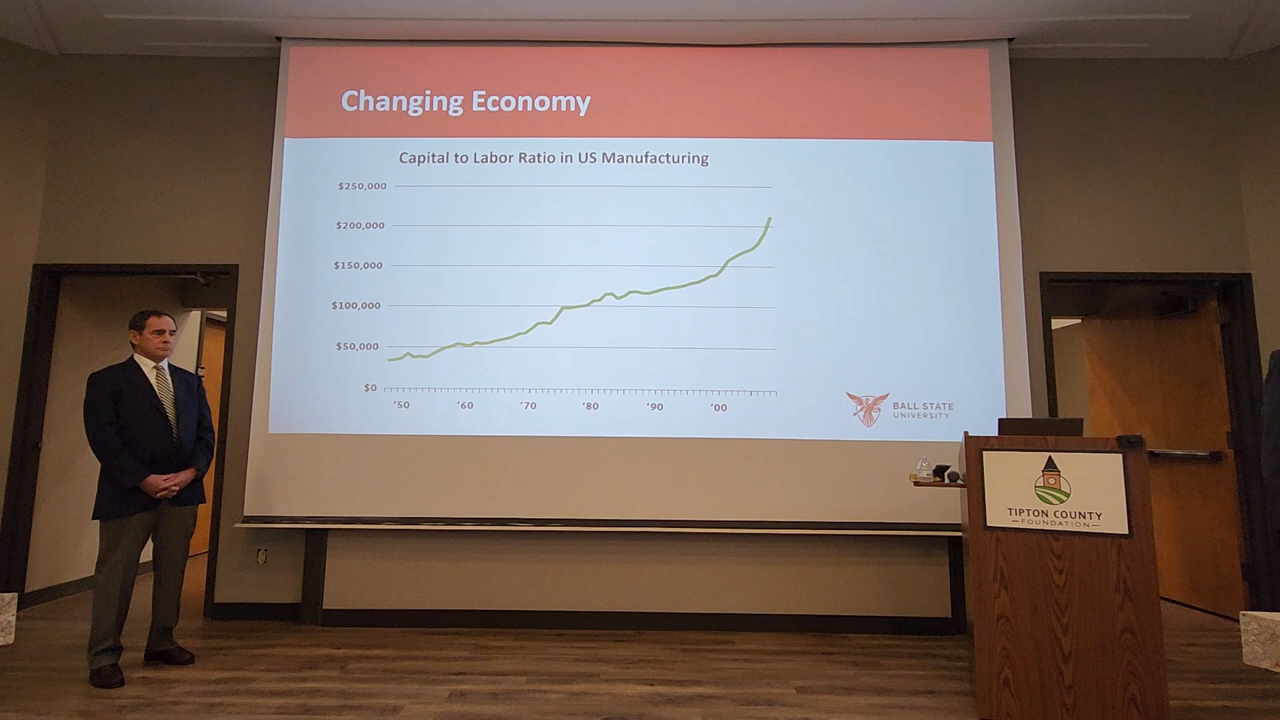 Changing Economy
Capital to Labor Ratio in US Manufacturing
$250,000
$200,000
$150,000
$100,000
$50,000
$0
'50 '60 '70 '80 '90 '00
BALL STATE
UNIVERSITY
TIPTON COUNTY
FOUNDATION